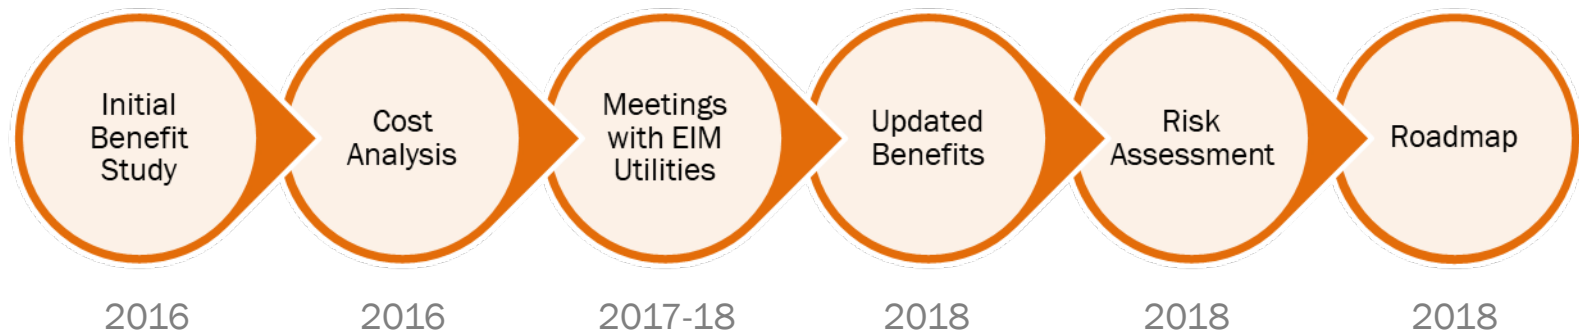 Initial
Benefit
Study
Cost
Analysis
Meetings
with EIM
Utilities
Updated
Benefits
Risk
Assessment
Roadmap
2016
2016
2017-18
2018
2018
2018